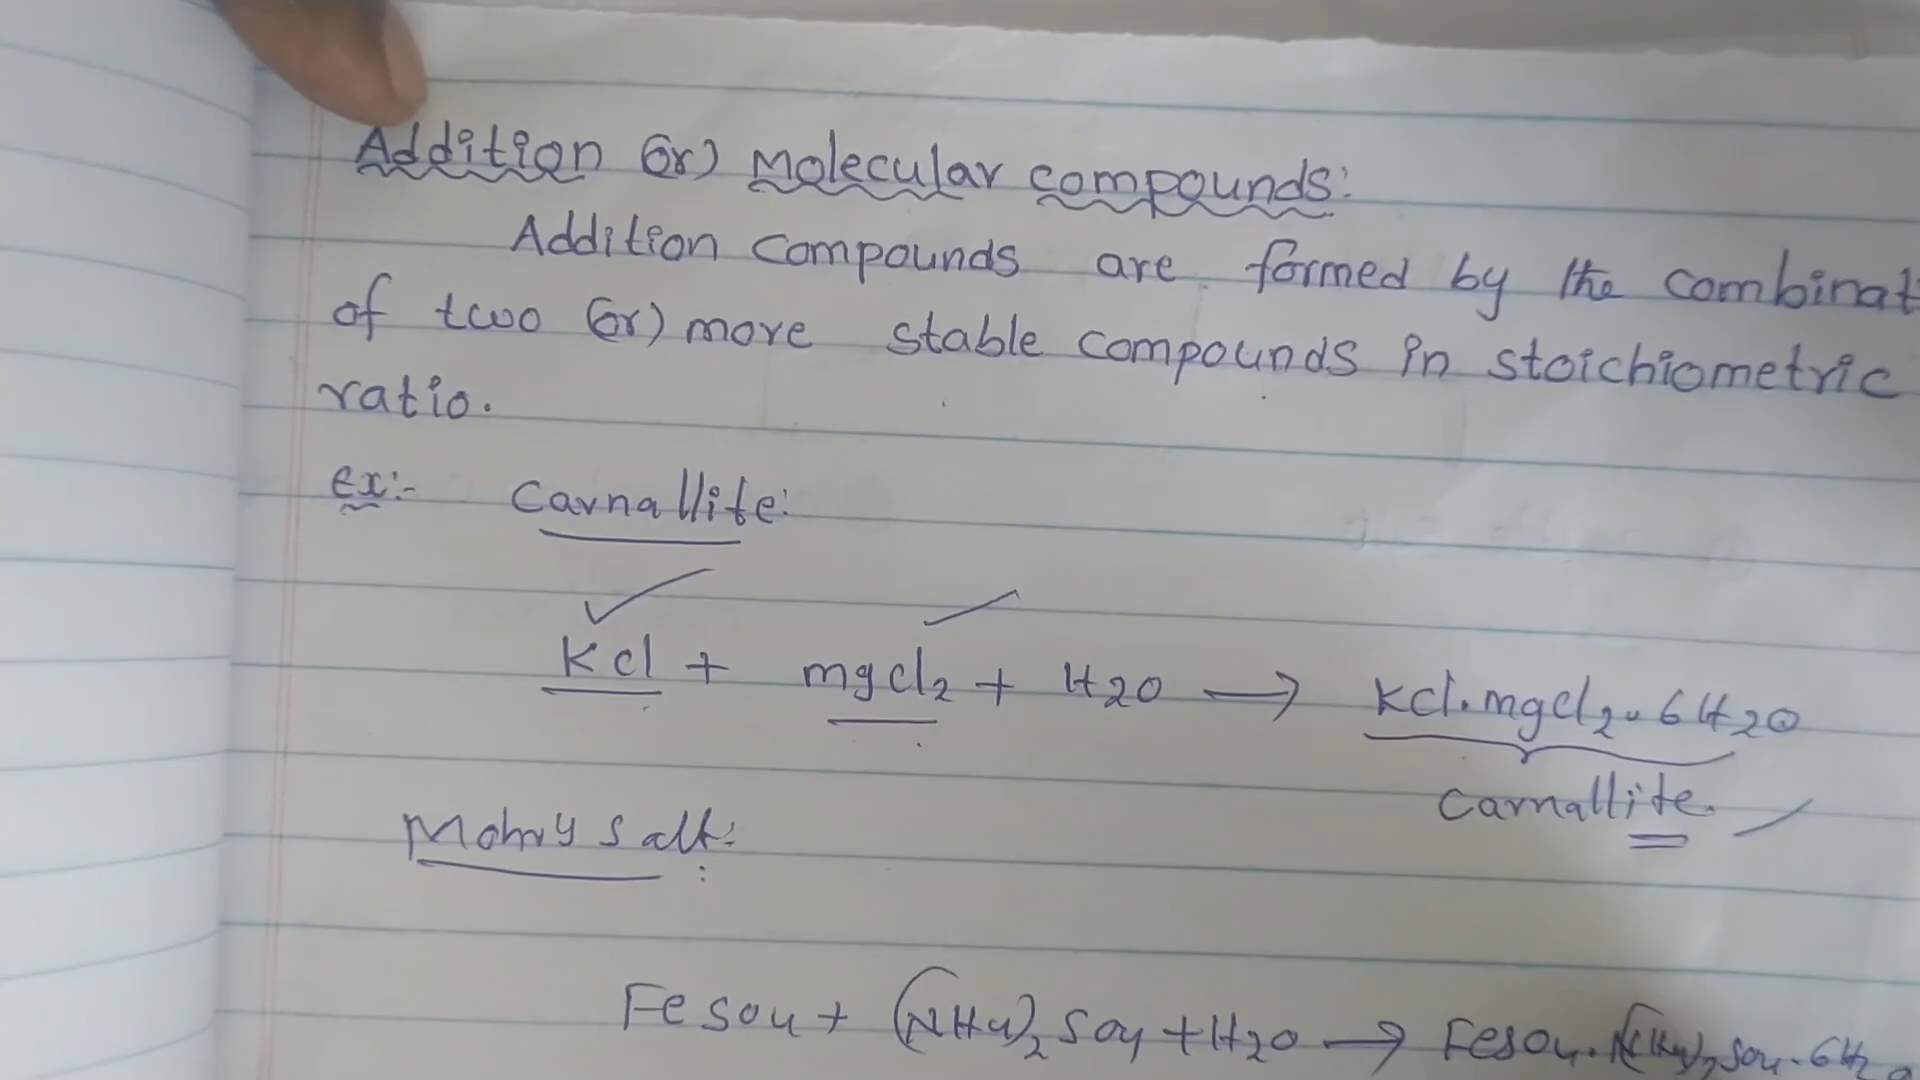 Addition (or) Molecular compounds:
Addition compounds are formed by the combinat
of two (or) more stable compounds in stoichiometric
ratio.
ex:- Carnallite:
KCl + mgcl2 + H2O → KCl.mgcl2.6H2O
Carnallite.
Mohrs salt:
FeSO4 + (NH4)2SO4 + H2O → FeSO4.(NH4)2SO4.6H2O